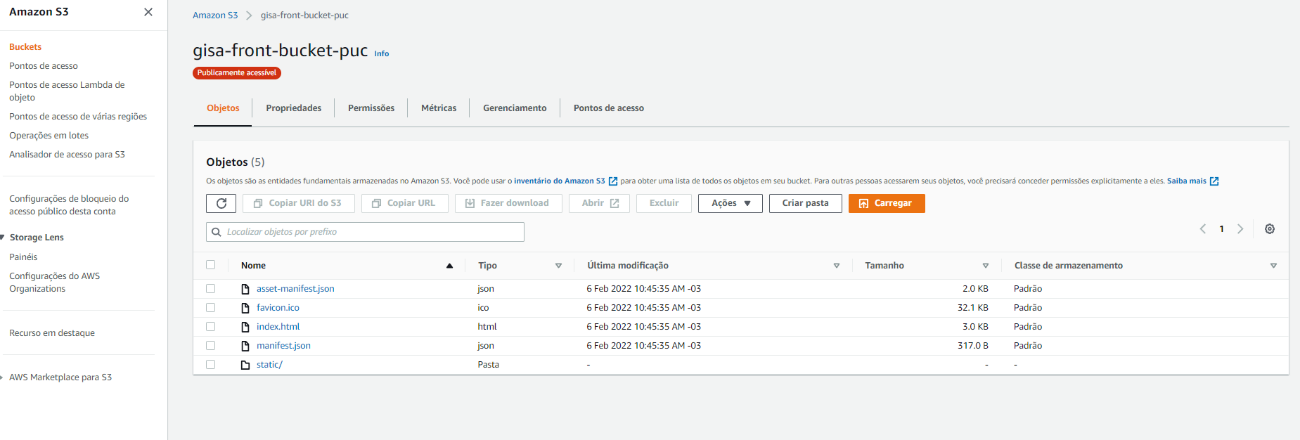 Amazon S3
Amazon S3 > gisa-front-bucket-puc
gisa-front-bucket-puc Info
Publicamente acessível
Buckets
Pontos de acesso
Pontos de acesso Lambda de
objeto
Pontos de acesso de várias regiões
Operações em lotes
Analisador de acesso para S3
Configurações de bloqueio do
acesso público desta conta
Storage Lens
Painéis
Configurações do AWS
Organizations
Recurso em destaque
AWS Marketplace para S3
Objetos Propriedades Permissões Métricas Gerenciamento Pontos de acesso
Objetos (5)
Os objetos são as entidades fundamentais armazenadas no Amazon S3. Você pode usar o inventário do Amazon S3 para obter uma lista de todos os objetos em seu bucket. Para outras pessoas acessarem seus objetos, você precisará conceder permissões explicitamente a eles. Saiba mais
Copiar URI do S3 Copiar URL Fazer download Abrir Excluir Ações Criar pasta Carregar
Localizar objetos por prefixo
1
Nome Tipo Última modificação Tamanho Classe de armazenamento
asset-manifest.json json 6 Feb 2022 10:45:35 AM -03 2.0 KB Padrão
favicon.ico ico 6 Feb 2022 10:45:35 AM -03 32.1 KB Padrão
index.html html 6 Feb 2022 10:45:35 AM -03 3.0 KB Padrão
manifest.json json 6 Feb 2022 10:45:35 AM -03 317.0 B Padrão
static/ Pasta - - -